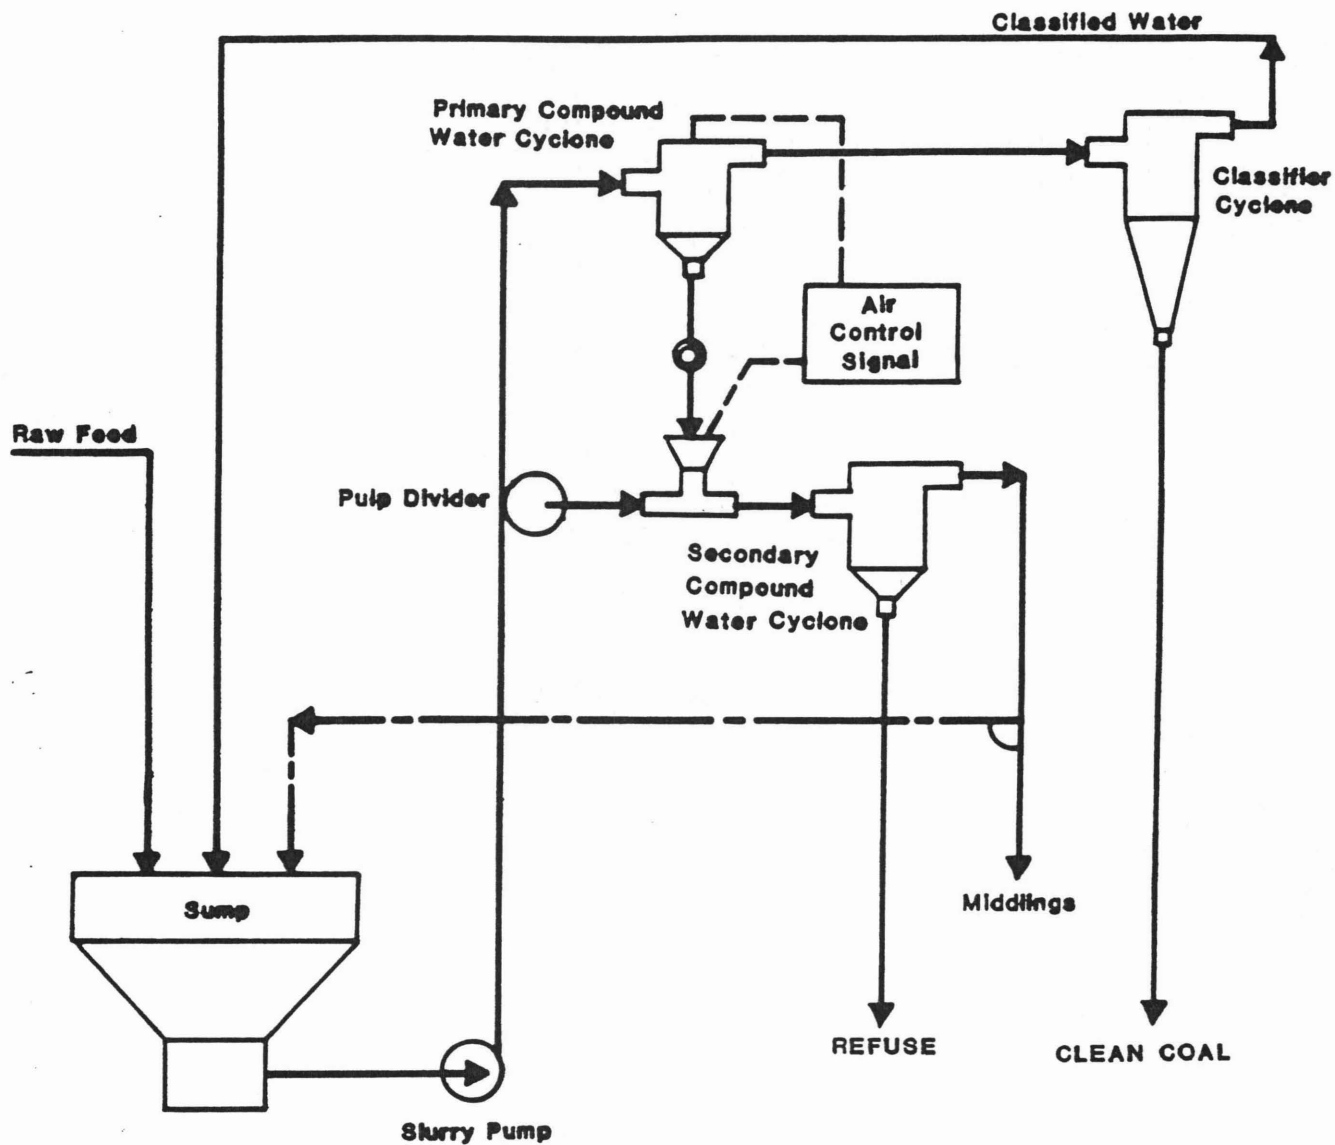 Classified Water
Primary Compound
Water Cyclone
Classifier
Cyclone
Air
Control
Signal
Raw Feed
Pulp Divider
Secondary
Compound
Water Cyclone
Sump
Middlings
REFUSE
CLEAN COAL
Slurry Pump